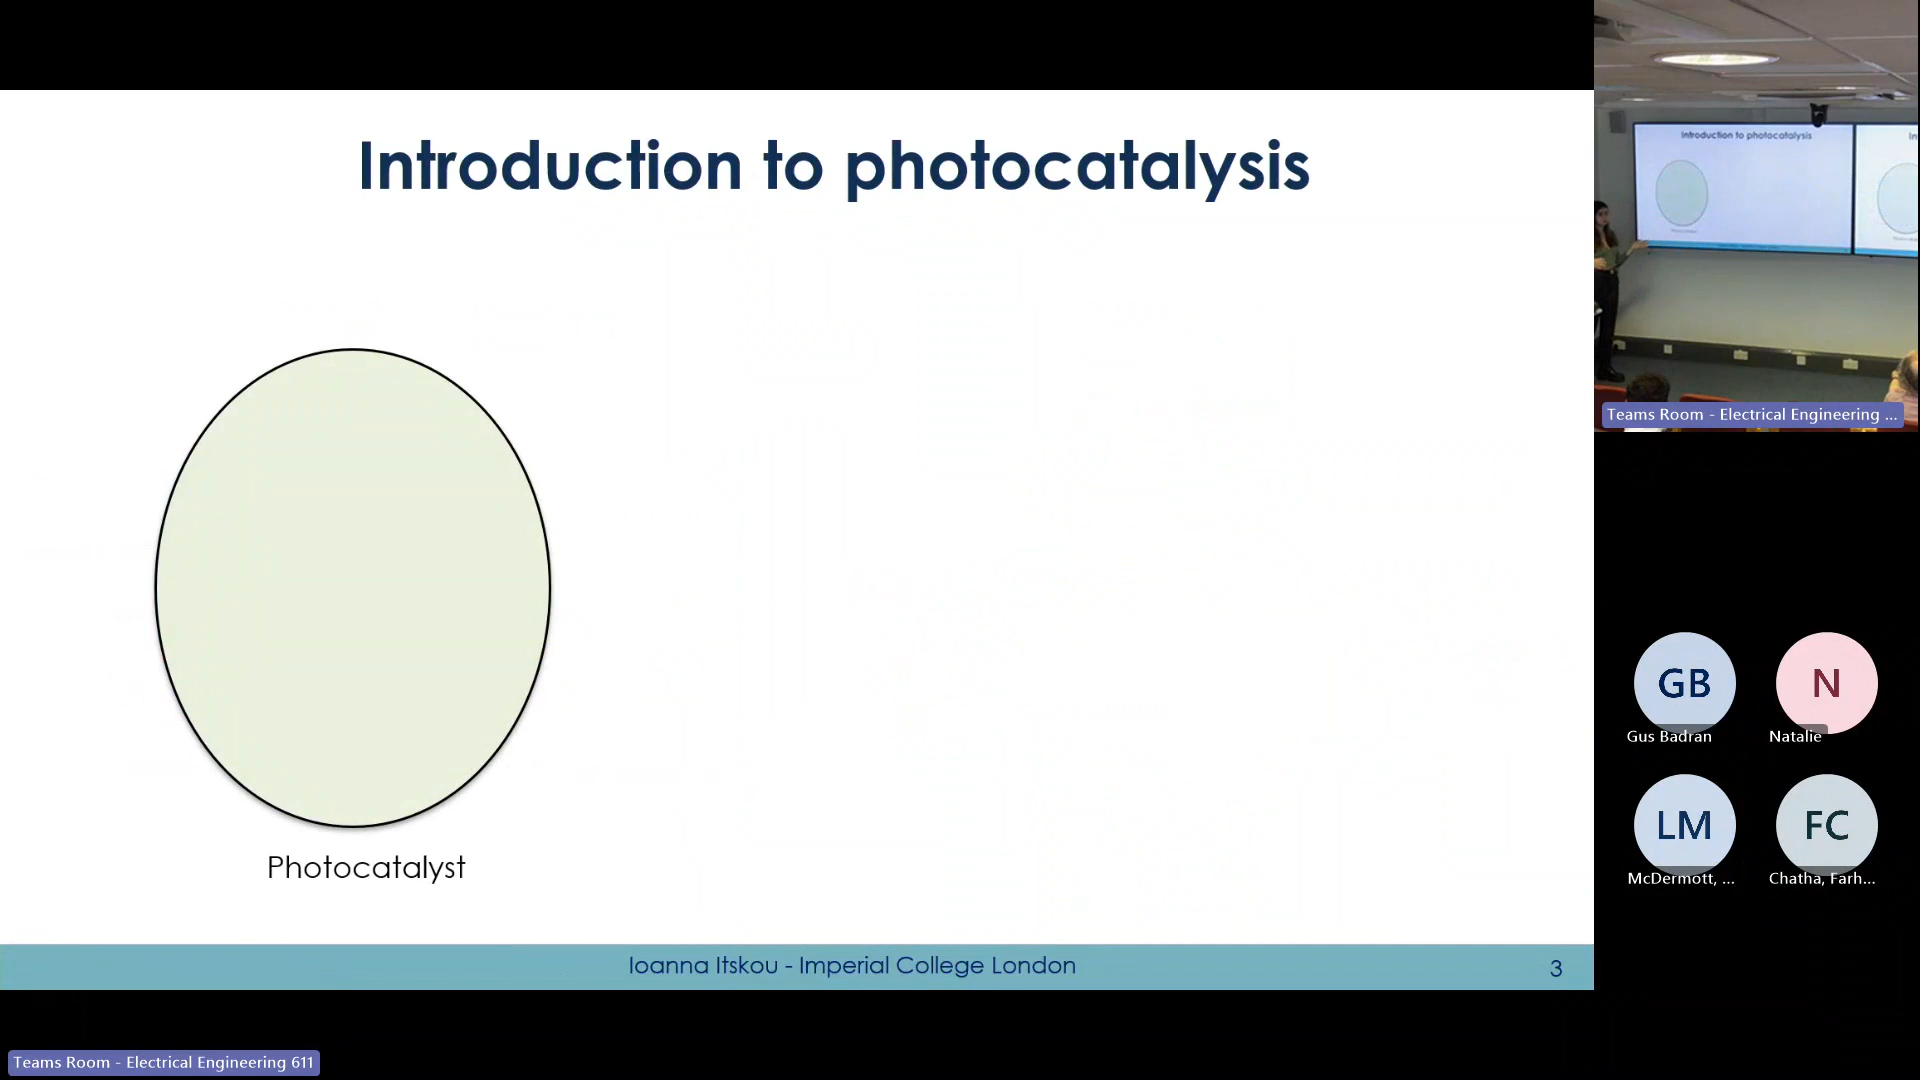 Introduction to photocatalysis
Photocatalyst
Ioanna Itskou - Imperial College London
3
Teams Room - Electrical Engineering 611
Introduction to photocatalysis
Teams Room - Electrical Engineering ...
GB
Gus Badran
N
Natalie
LM
McDermott, ...
FC
Chatha, Farh...